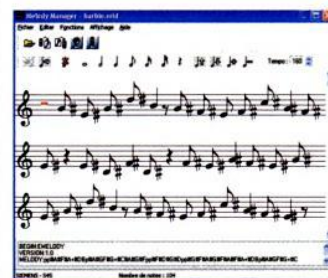 Melody Manager - barbie.mid
Fichier Editer Fonctions Affichage Aide
Tempo: 160
BEGIN:EMELODY
VERSION:1.0
SIEMENS - S45 Nombre de notes : 104